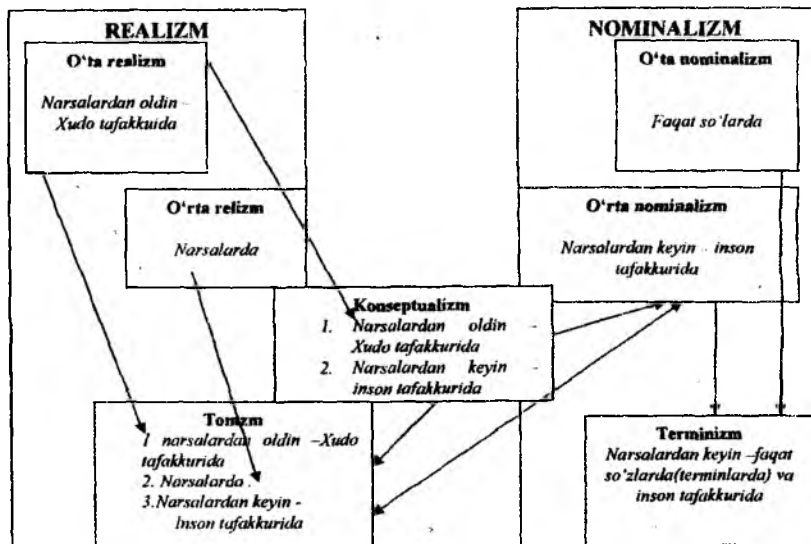 REALIZM
O‘ta realizm
Narsalardan oldin –
Xudo tafakkuida
O‘rta relizm
Narsalarda
NOMINALIZM
O‘ta nominalizm
Faqat so‘larda
O‘rta nominalizm
Narsalardan keyin – inson
tafakkurida
Konseptualizm
1. Narsalardan oldin -
Xudo tafakkurida
2. Narsalardan keyin
inson tafakkurida
Tomizm
1 narsalardan oldin –Xudo
tafakkurida
2. Narsalarda .
3.Narsalardan keyin -
Inson tafakkurida
Terminizm
Narsalardan keyin –faqat
so‘zlarda(terminlarda) va
inson tafakkurida